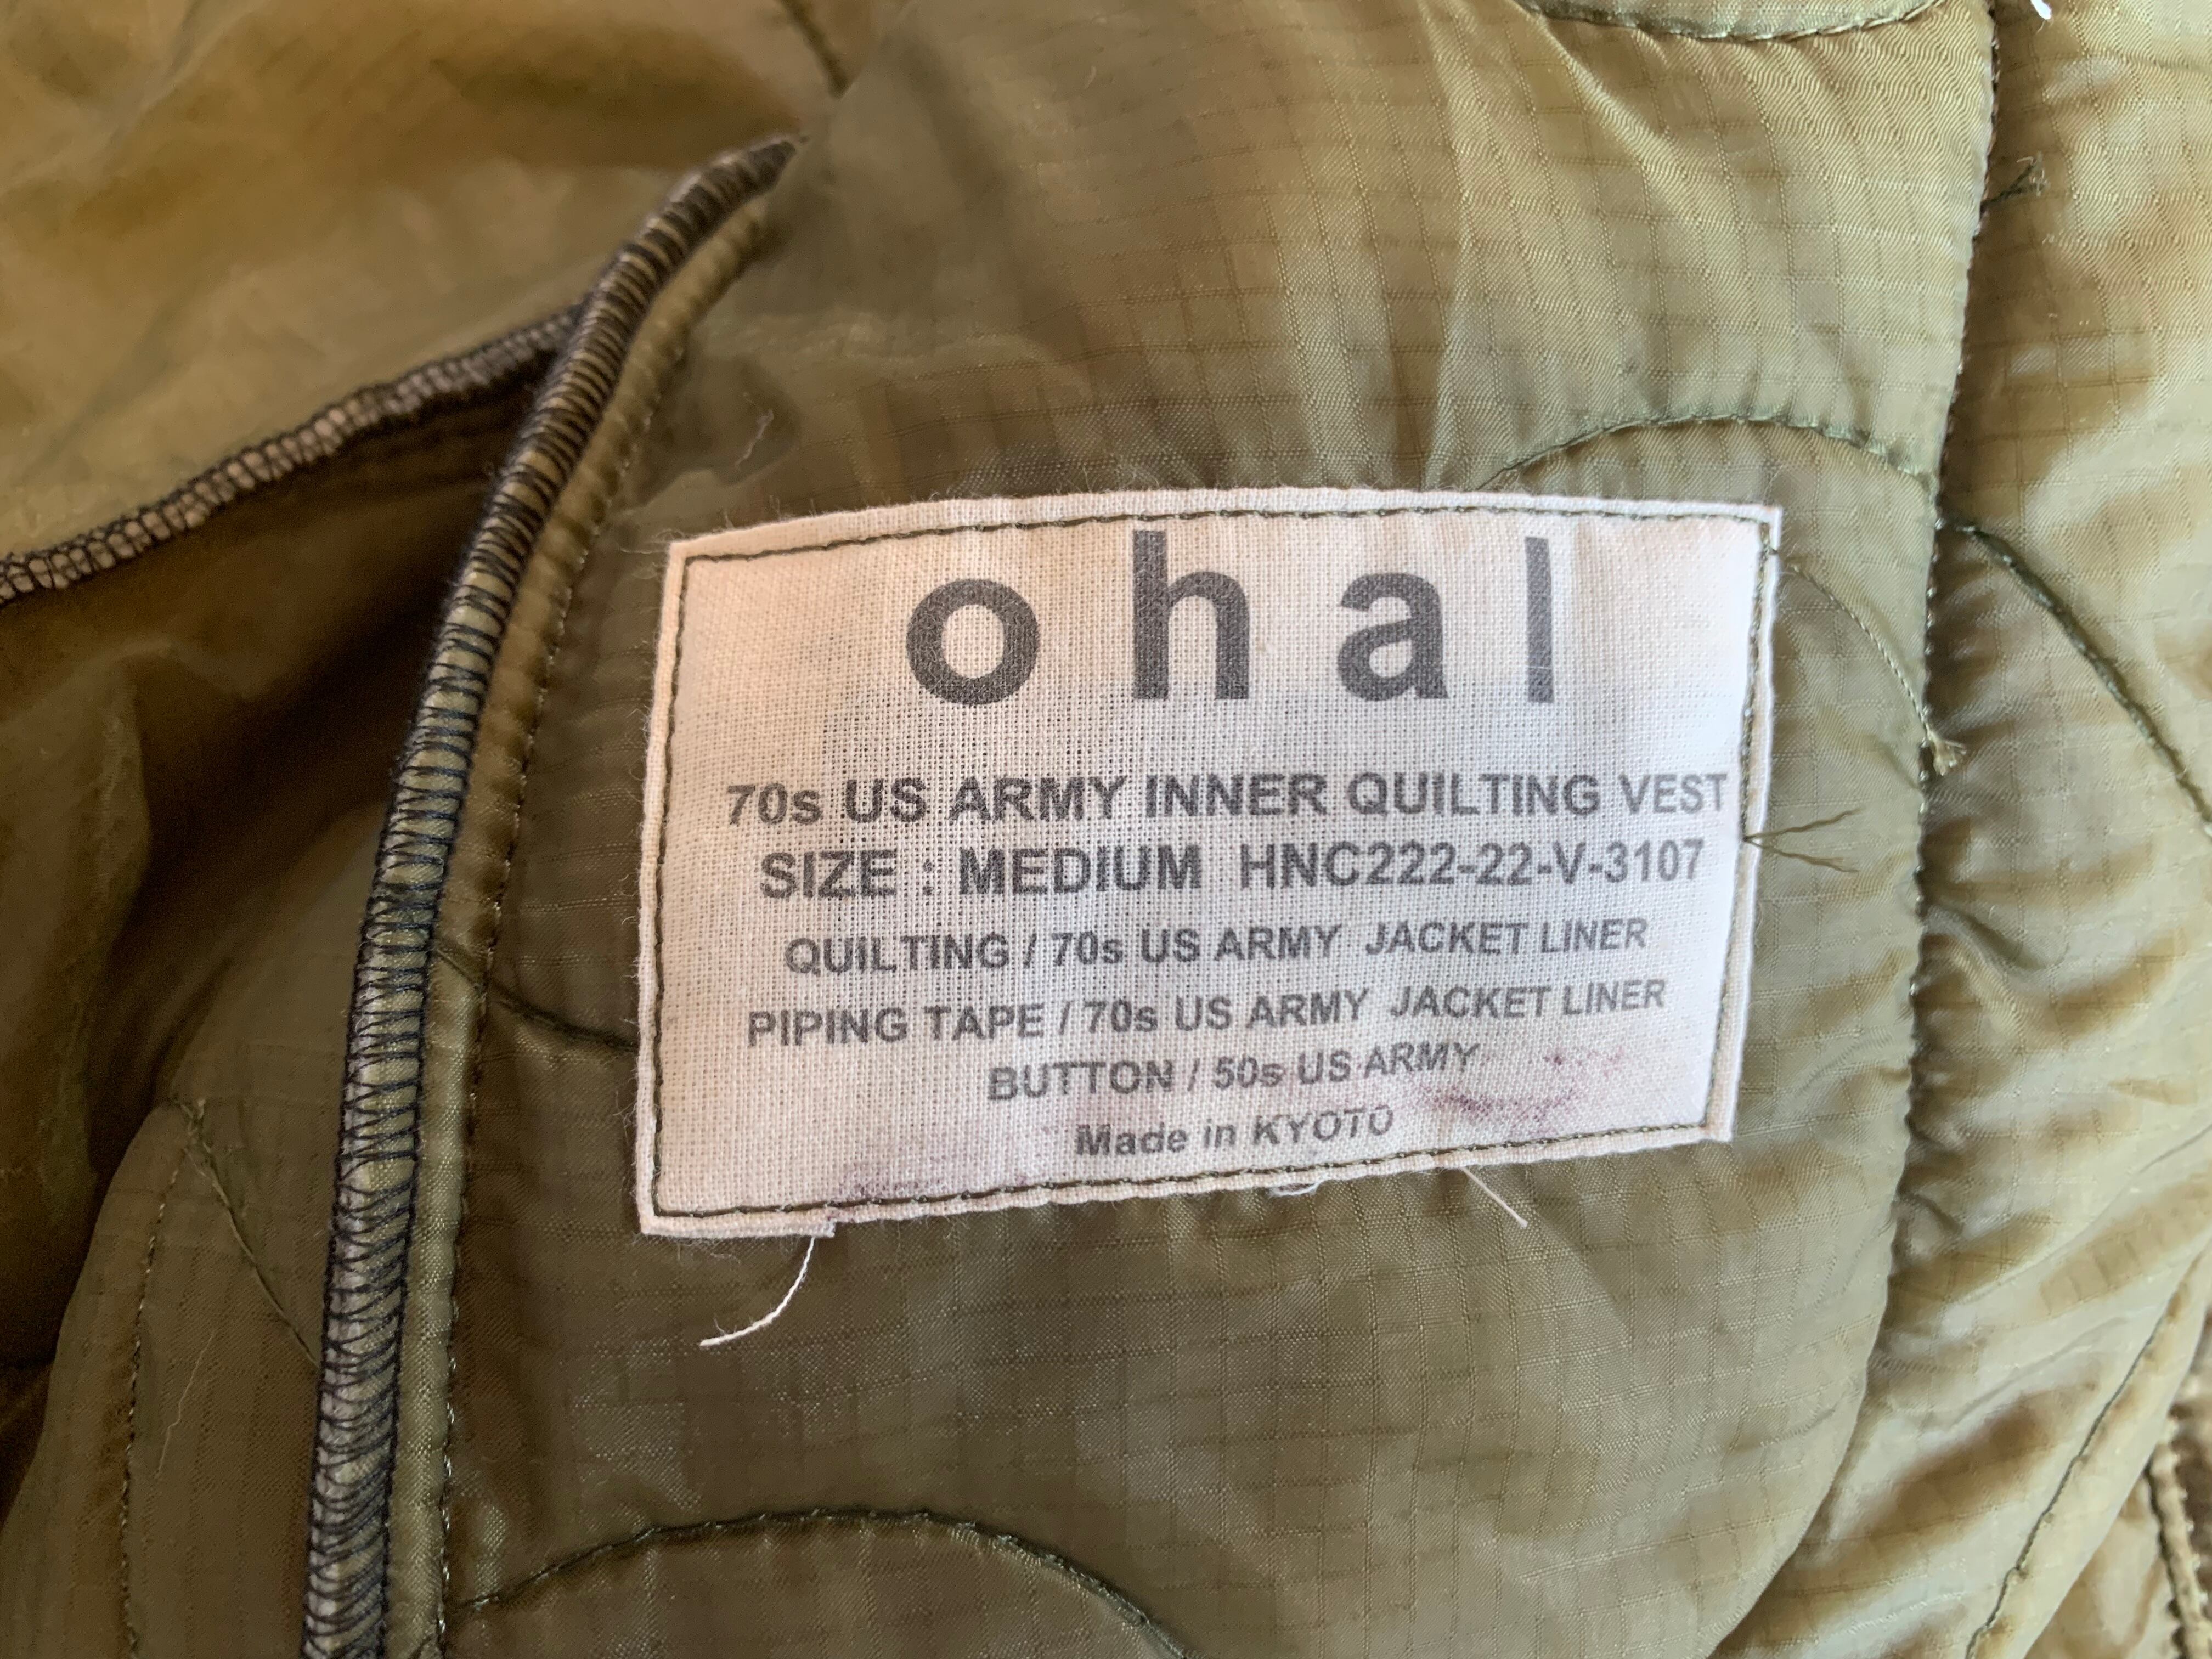 ohal
70s US ARMY INNER QUILTING VEST
SIZE : MEDIUM HNC222-22-V-3107
QUILTING / 70s US ARMY JACKET LINER
PIPING TAPE / 70s US ARMY JACKET LINER
BUTTON / 50s US ARMY
Made in KYOTO